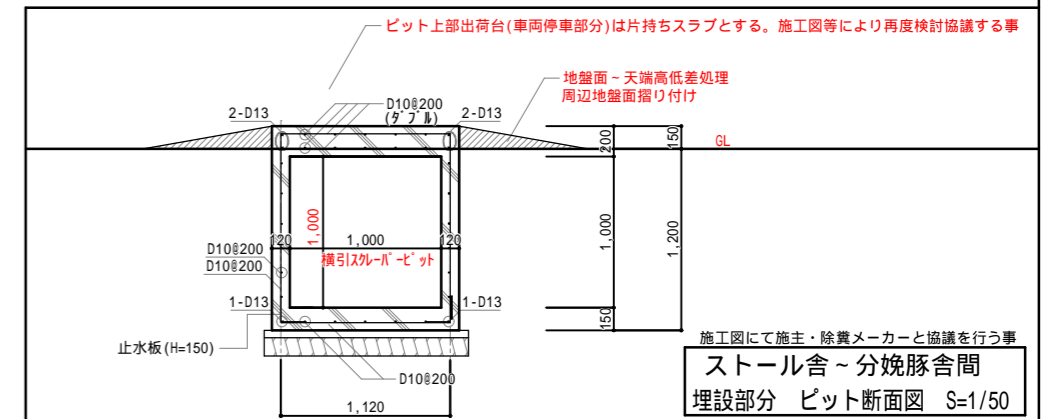 ピット上部出荷台(車両停車部分)は片持ちスラブとする。施工図等により再度検討協議する事
地盤面~天端高低差処理
周辺地盤面摺り付け
D10@200
(ダブル)
2-D13
2-D13
GL
200
150
1,000
1,000
1,200
120
1,000
120
横引スクレーパーピット
D10@200
D10@200
1-D13
1-D13
150
止水板(H=150)
D10@200
1,120
施工図にて施主・除糞メーカーと協議を行う事
ストール舎~分娩豚舎間
埋設部分 ピット断面図 S=1/50